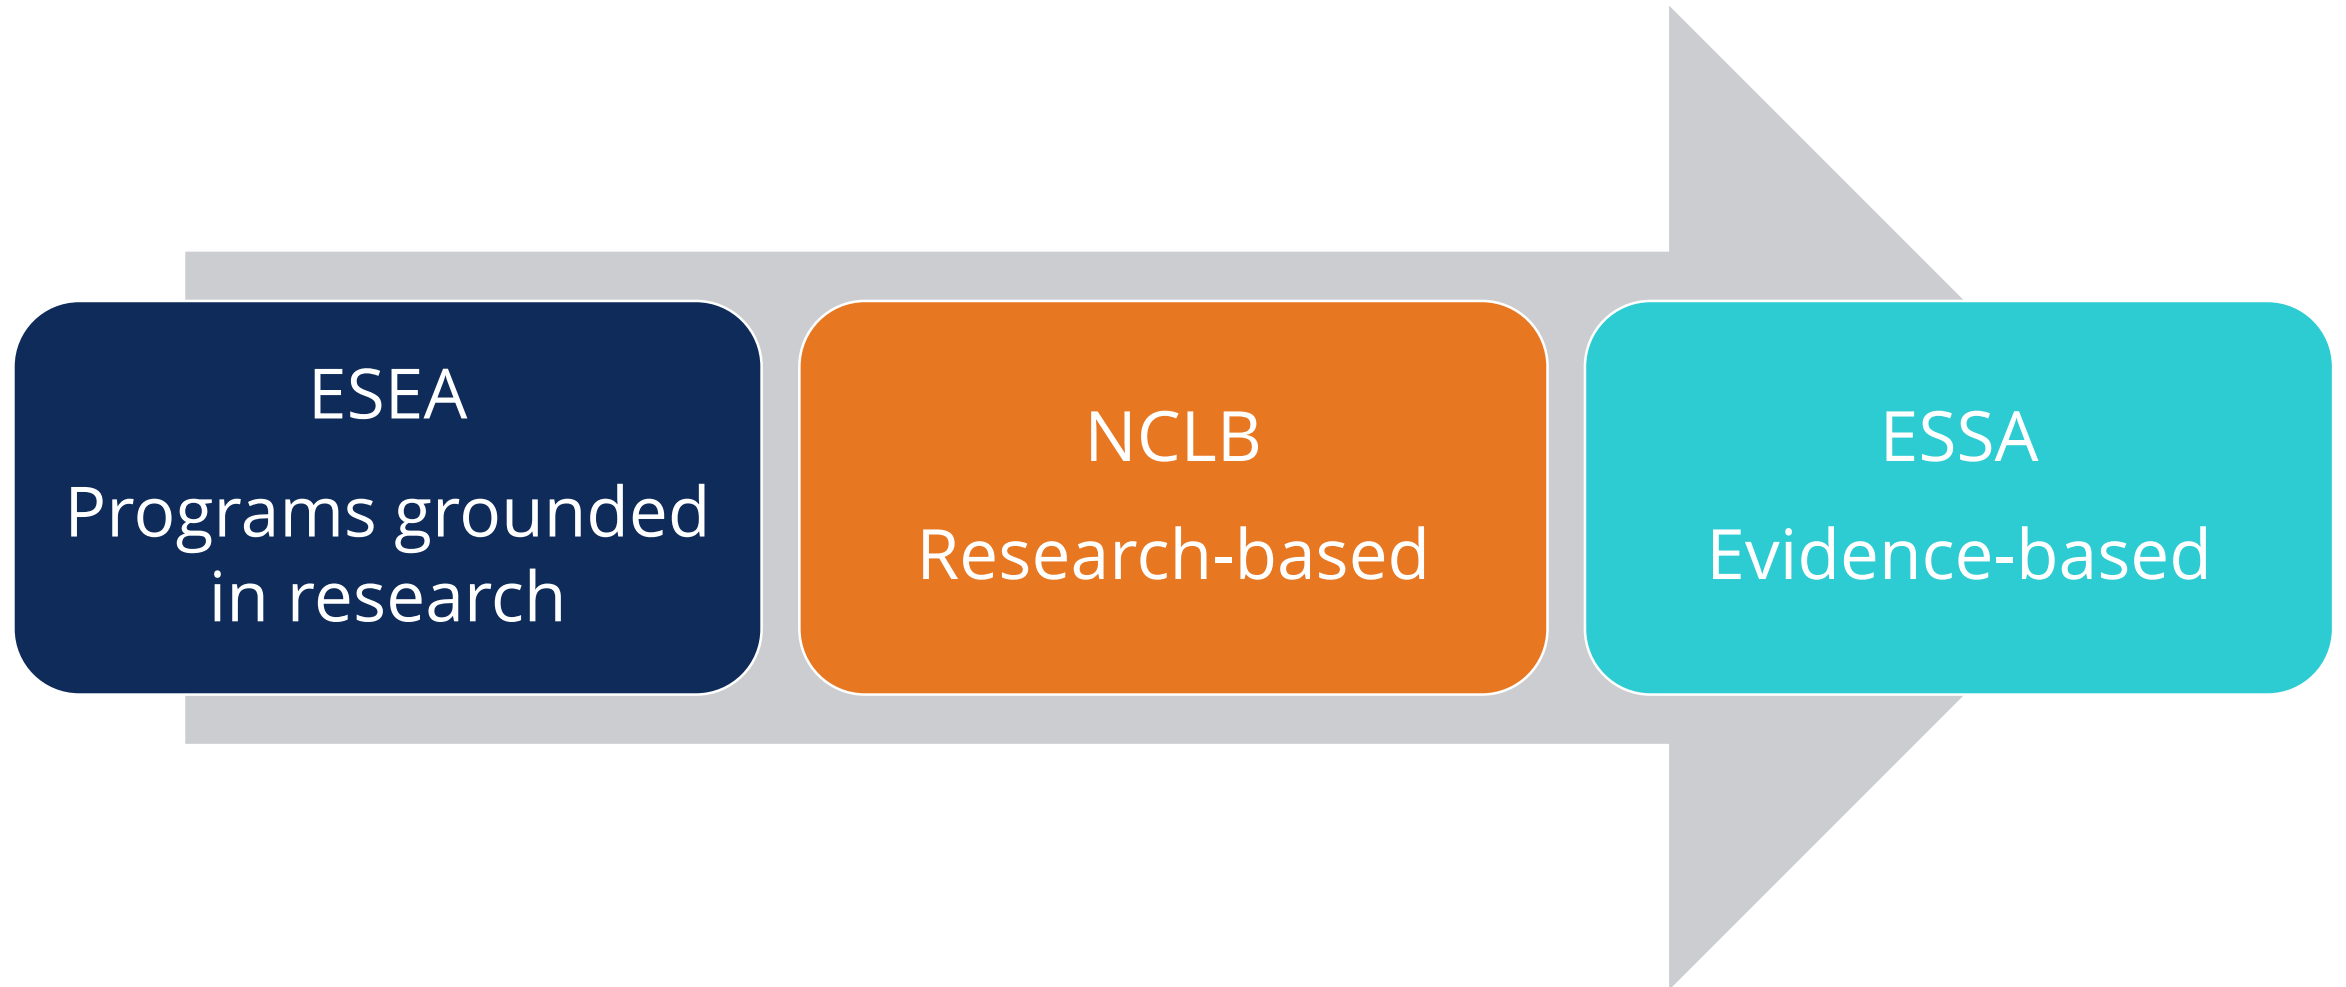 ESEA
Programs grounded
in research
NCLB
Research-based
ESSA
Evidence-based